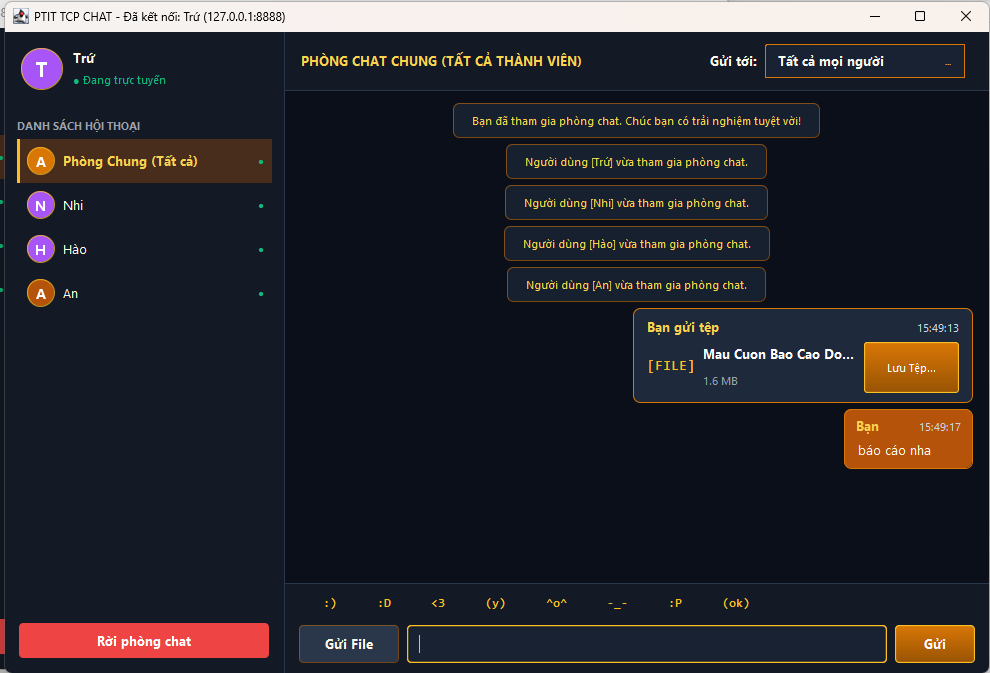 PTIT TCP CHAT - Đã kết nối: Trứ (127.0.0.1:8888)
T
Trứ
● Đang trực tuyến
DANH SÁCH HỘI THOẠI
A Phòng Chung (Tất cả)
N Nhi
H Hào
A An
Rời phòng chat
PHÒNG CHAT CHUNG (TẤT CẢ THÀNH VIÊN)
Gửi tới: Tất cả mọi người ...
Bạn đã tham gia phòng chat. Chúc bạn có trải nghiệm tuyệt vời!
Người dùng [Trứ] vừa tham gia phòng chat.
Người dùng [Nhi] vừa tham gia phòng chat.
Người dùng [Hào] vừa tham gia phòng chat.
Người dùng [An] vừa tham gia phòng chat.
Bạn gửi tệp 15:49:13
[FILE] Mau Cuon Bao Cao Do...
1.6 MB
Lưu Tệp...
Bạn 15:49:17
báo cáo nha
:) :D <3 (y) ^o^ -_- :P (ok)
Gửi File
Gửi